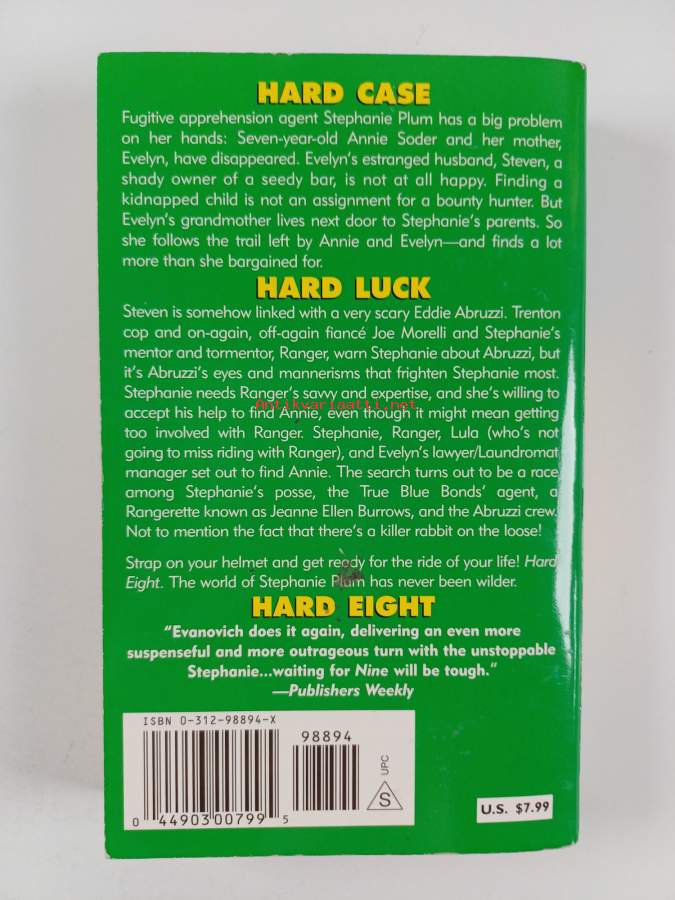 HARD CASE
Fugitive apprehension agent Stephanie Plum has a big problem
on her hands: Seven-year-old Annie Soder and her mother,
Evelyn, have disappeared. Evelyn's estranged husband, Steven, a
shady owner of a seedy bar, is not at all happy. Finding a
kidnapped child is not an assignment for a bounty hunter. But
Evelyn's grandmother lives next door to Stephanie's parents. So
she follows the trail left by Annie and Evelyn—and finds a lot
more than she bargained for.
HARD LUCK
Steven is somehow linked with a very scary Eddie Abruzzi. Trenton
cop and on-again, off-again fiancé Joe Morelli and Stephanie's
mentor and tormentor, Ranger, warn Stephanie about Abruzzi, but
it's Abruzzi's eyes and mannerisms that frighten Stephanie most.
Stephanie needs Ranger's savvy and expertise, and she's willing to
accept his help to find Annie, even though it might mean getting
Antikvariaatti.net
too involved with Ranger. Stephanie, Ranger, Lula (who's not
going to miss riding with Ranger), and Evelyn's lawyer/Laundromat
manager set out to find Annie. The search turns out to be a race
among Stephanie's posse, the True Blue Bonds' agent, a
Rangerette known as Jeanne Ellen Burrows, and the Abruzzi crew.
Not to mention the fact that there's a killer rabbit on the loose!
Strap on your helmet and get ready for the ride of your life! Hard
Eight. The world of Stephanie Plum has never been wilder.
HARD EIGHT
"Evanovich does it again, delivering an even more
suspenseful and more outrageous turn with the unstoppable
Stephanie...waiting for Nine will be tough."
—Publishers Weekly
ISBN 0-312-98894-X
98894
0 44903 00799 5
S
UPC
U.S. $7.99